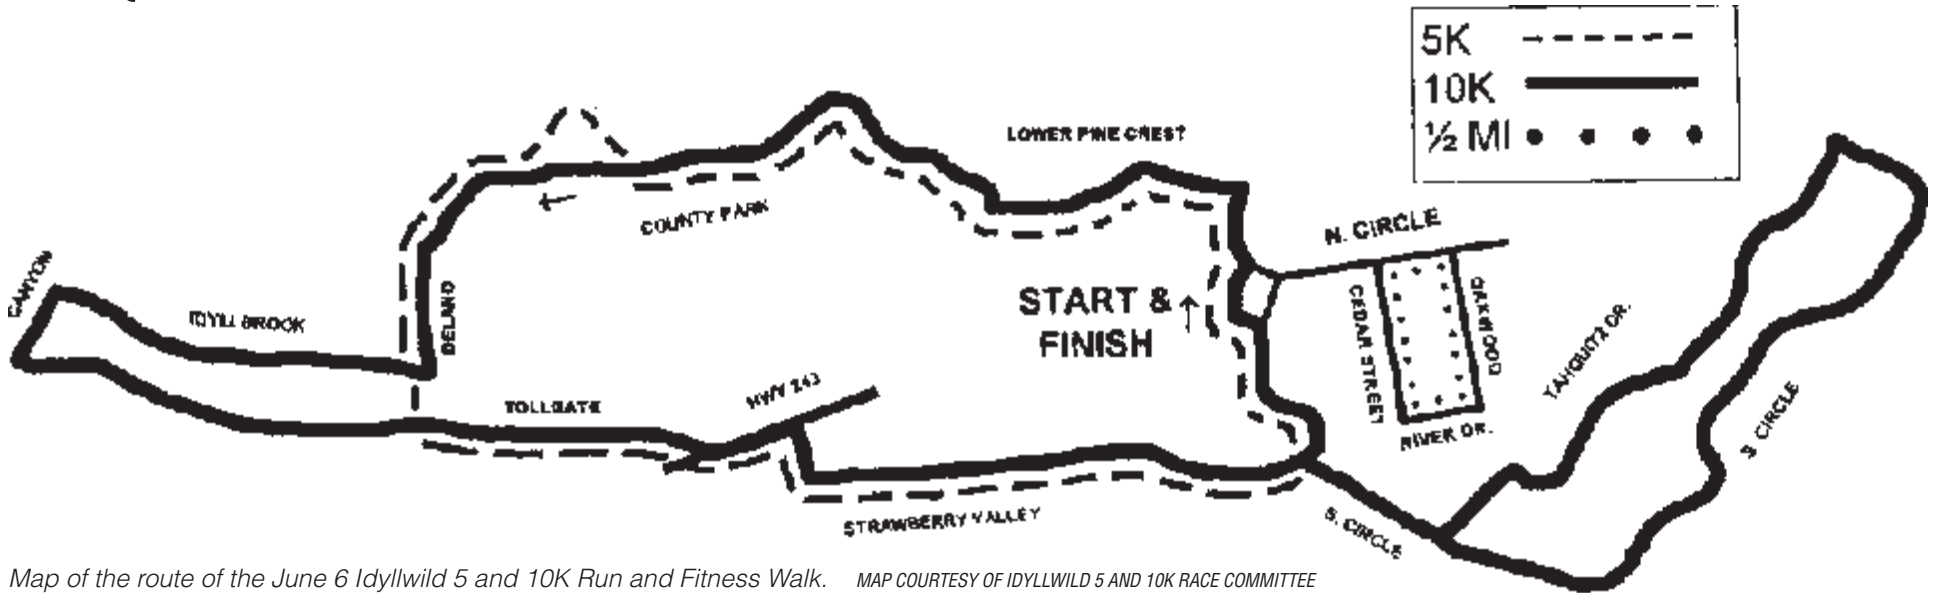 5K
10K
½ MI
LOWER PINE CREST
N. CIRCLE
COUNTY PARK
CANYON
IDYLL BROOK
DELANO
START &
FINISH
CEDAR STREET
OAKWOOD
TAHQUITZ DR.
HWY 243
TOLLGATE
RIVER DR.
S. CIRCLE
STRAWBERRY VALLEY
S. CIRCLE
Map of the route of the June 6 Idyllwild 5 and 10K Run and Fitness Walk. MAP COURTESY OF IDYLLWILD 5 AND 10K RACE COMMITTEE